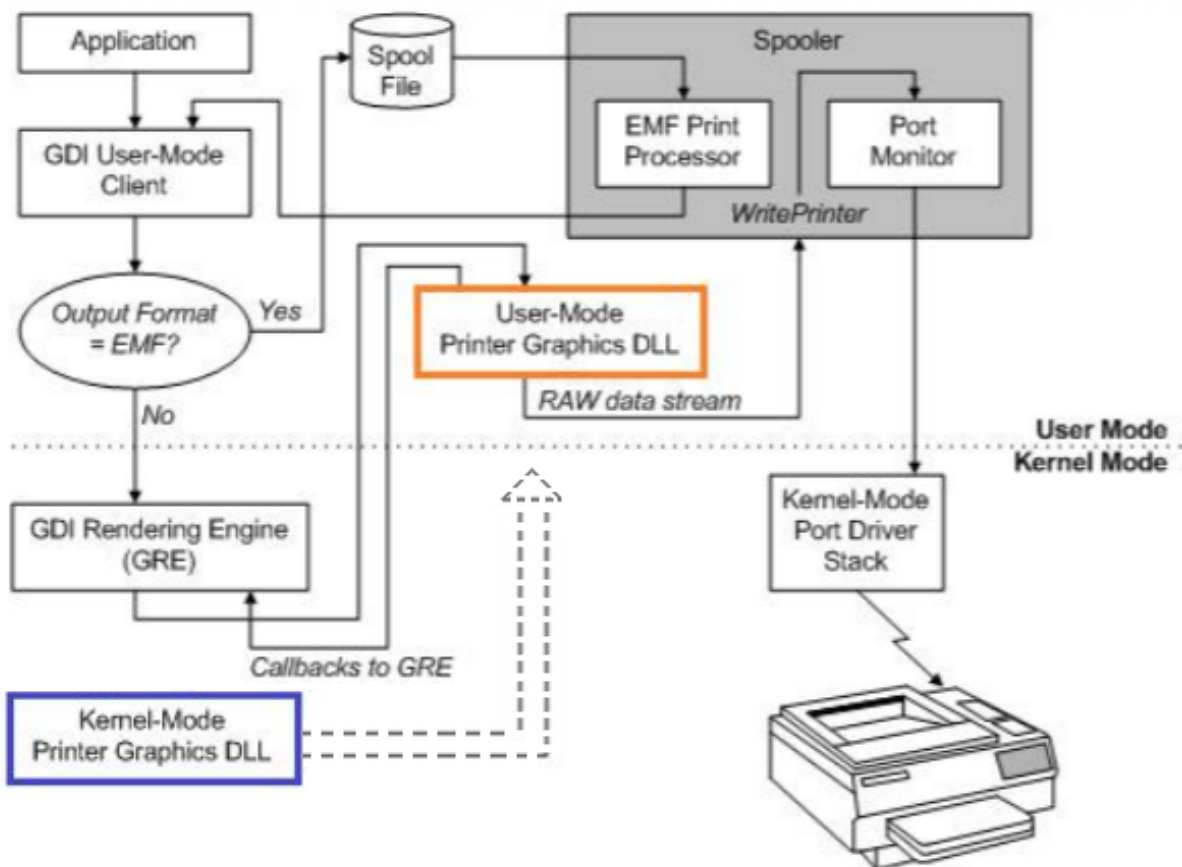 Application
Spool
File
Spooler
GDI User-Mode
Client
EMF Print
Processor
Port
Monitor
WritePrinter
Output Format
= EMF?
Yes
User-Mode
Printer Graphics DLL
No
RAW data stream
User Mode
Kernel Mode
GDI Rendering Engine
(GRE)
Kernel-Mode
Port Driver
Stack
Callbacks to GRE
Kernel-Mode
Printer Graphics DLL